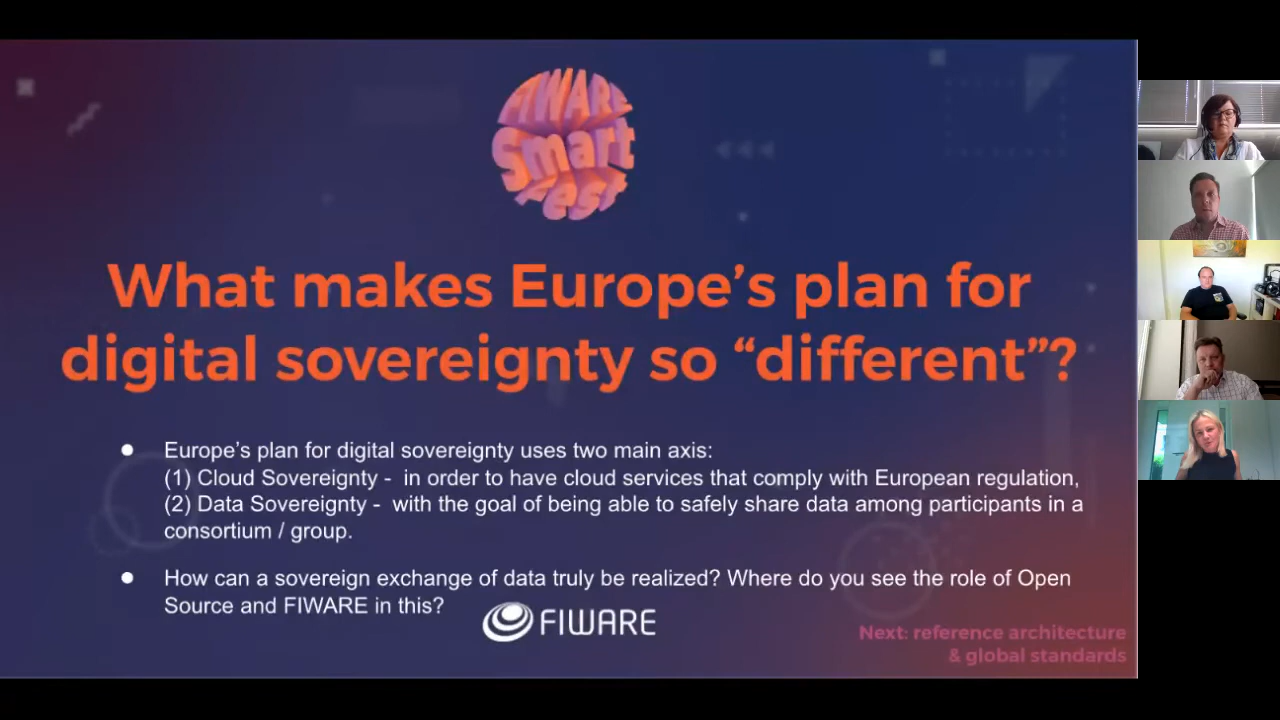 FIWARE
Smart
Fest
What makes Europe’s plan for
digital sovereignty so “different”?
● Europe’s plan for digital sovereignty uses two main axis:
(1) Cloud Sovereignty - in order to have cloud services that comply with European regulation,
(2) Data Sovereignty - with the goal of being able to safely share data among participants in a
consortium / group.
● How can a sovereign exchange of data truly be realized? Where do you see the role of Open
Source and FIWARE in this?
FIWARE
Next: reference architecture
& global standards